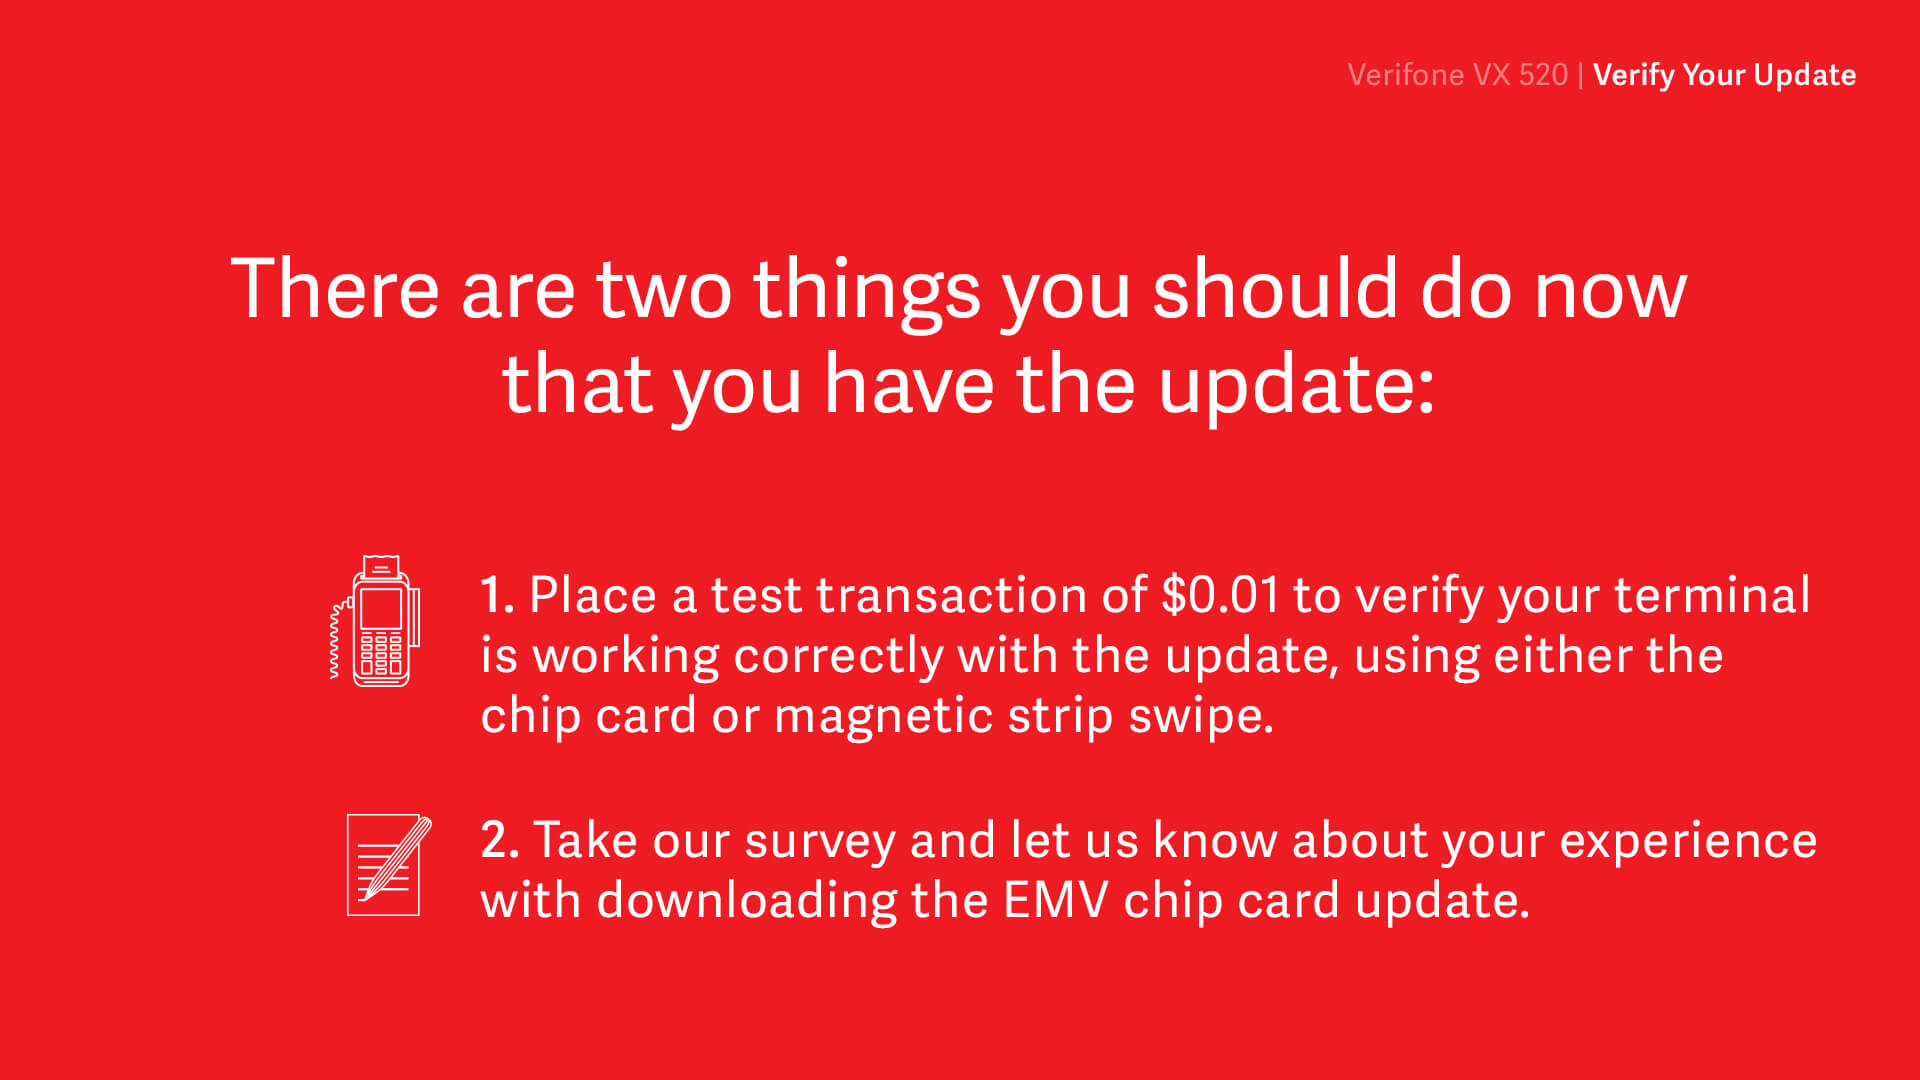 Verifone VX 520 | Verify Your Update
There are two things you should do now
that you have the update:
1. Place a test transaction of $0.01 to verify your terminal
is working correctly with the update, using either the
chip card or magnetic strip swipe.
2. Take our survey and let us know about your experience
with downloading the EMV chip card update.